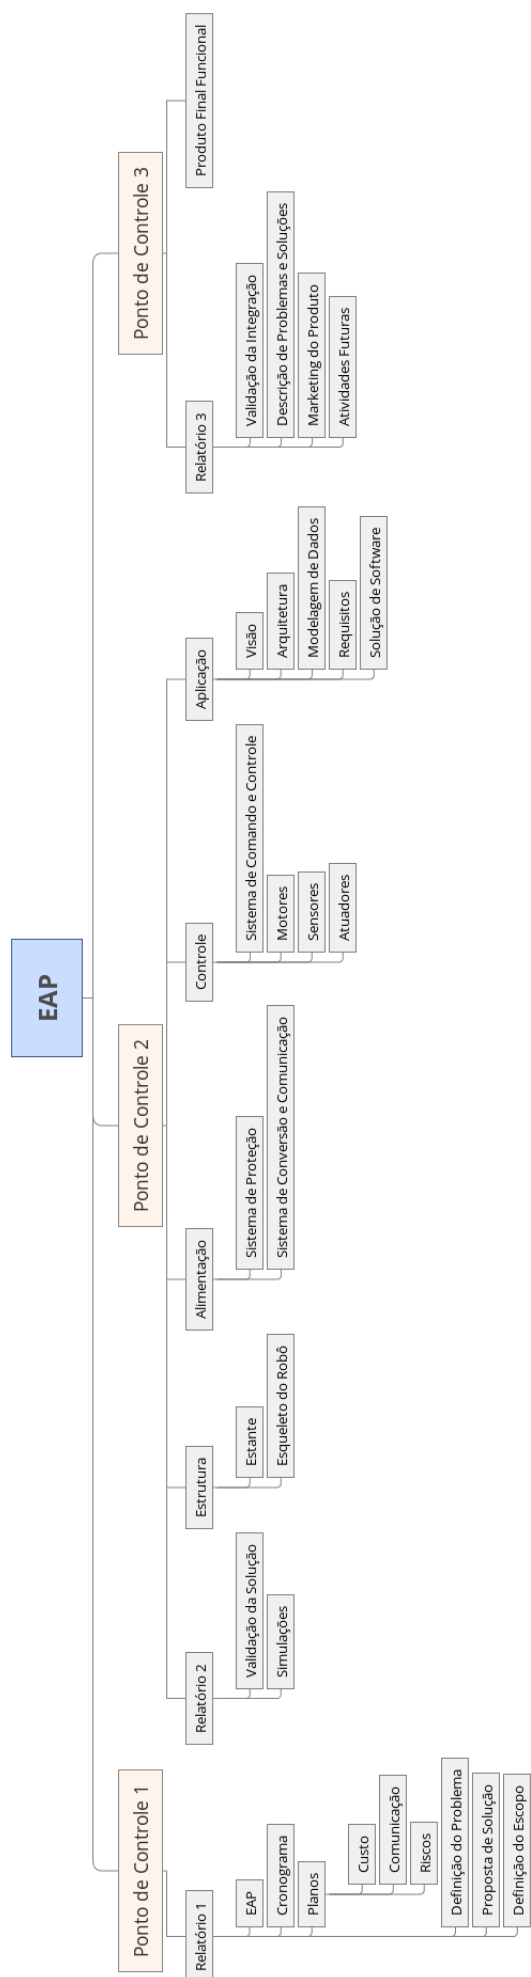 EAP
Ponto de Controle 1
Relatório 1
EAP
Cronograma
Planos
Custo
Comunicação
Riscos
Definição do Problema
Proposta de Solução
Definição do Escopo
Ponto de Controle 2
Relatório 2
Validação da Solução
Simulações
Estrutura
Estante
Esqueleto do Robô
Alimentação
Sistema de Proteção
Sistema de Conversão e Comunicação
Controle
Sistema de Comando e Controle
Motores
Sensores
Atuadores
Aplicação
Visão
Arquitetura
Modelagem de Dados
Requisitos
Solução de Software
Ponto de Controle 3
Relatório 3
Validação da Integração
Descrição de Problemas e Soluções
Marketing do Produto
Atividades Futuras
Produto Final Funcional